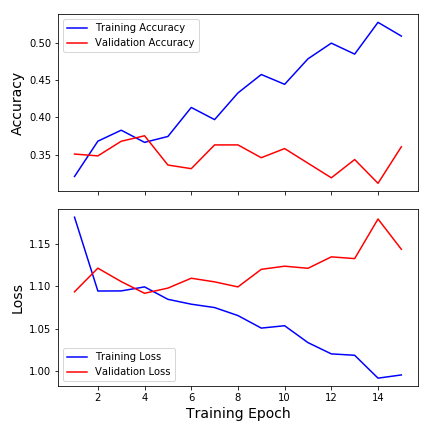 Training Accuracy
Validation Accuracy
0.50
0.45
0.40
0.35
Accuracy
1.15
1.10
1.05
1.00
Loss
Training Loss
Validation Loss
2 4 6 8 10 12 14
Training Epoch